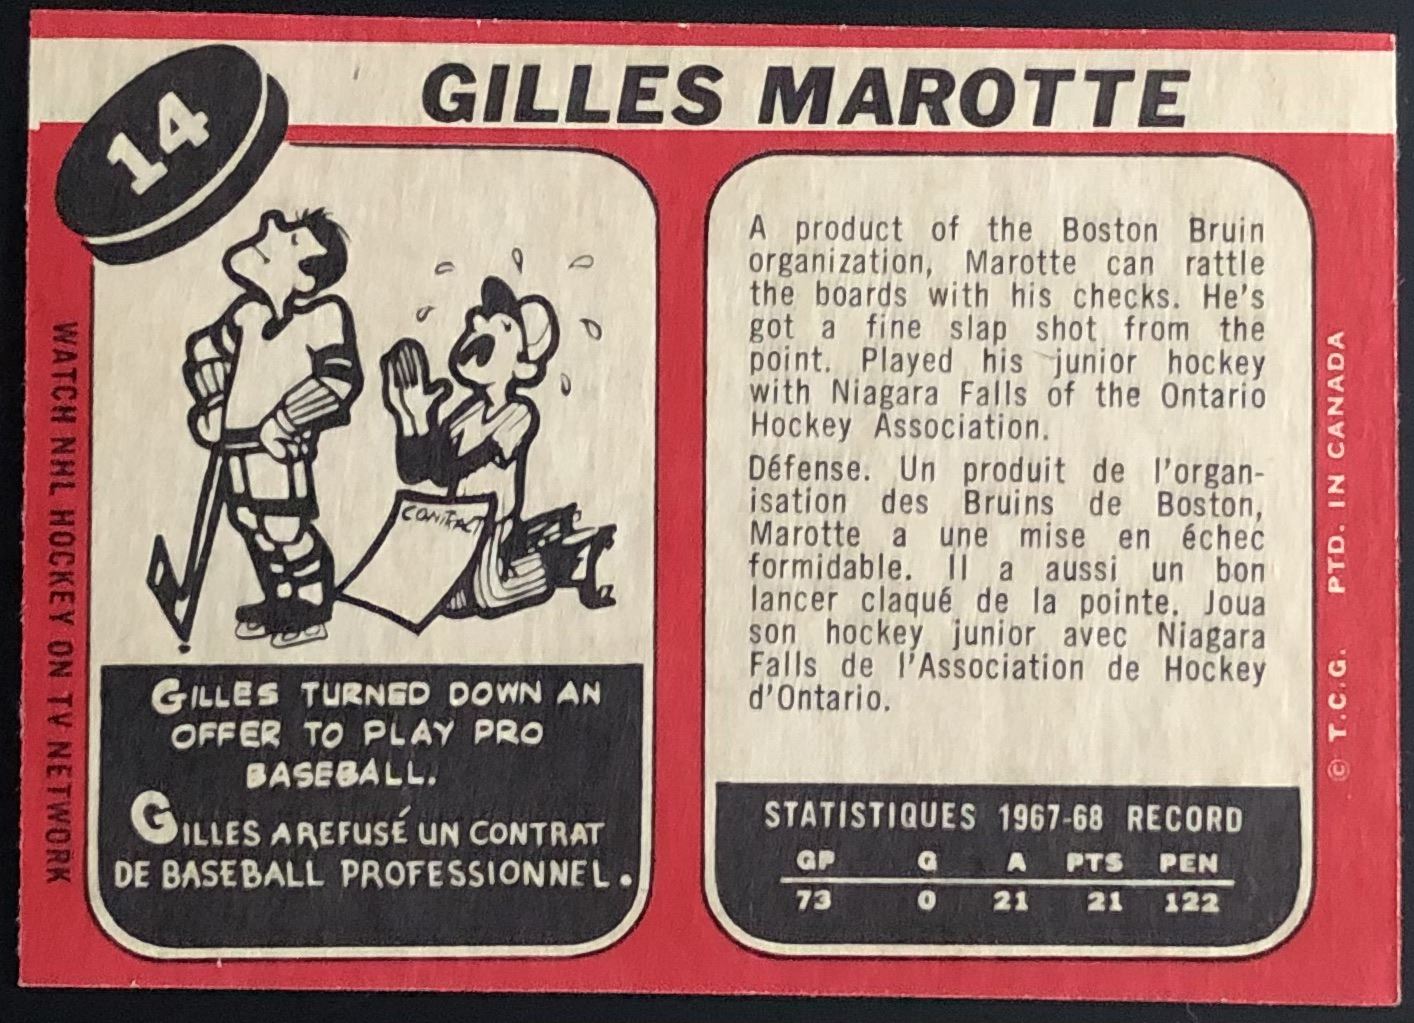 14
GILLES MAROTTE
WATCH NHL HOCKEY ON TV NETWORK
CONTRACT
GILLES TURNED DOWN AN
OFFER TO PLAY PRO
BASEBALL.
GILLES A REFUSÉ UN CONTRAT
DE BASEBALL PROFESSIONNEL.
A product of the Boston Bruin
organization, Marotte can rattle
the boards with his checks. He's
got a fine slap shot from the
point. Played his junior hockey
with Niagara Falls of the Ontario
Hockey Association.
Défense. Un produit de l'organ-
isation des Bruins de Boston,
Marotte a une mise en échec
formidable. Il a aussi un bon
lancer claqué de la pointe. Joua
son hockey junior avec Niagara
Falls de l'Association de Hockey
d'Ontario.
STATISTIQUES 1967-68 RECORD
GP G A PTS PEN
73 0 21 21 122
© T.C.G. PTD. IN CANADA